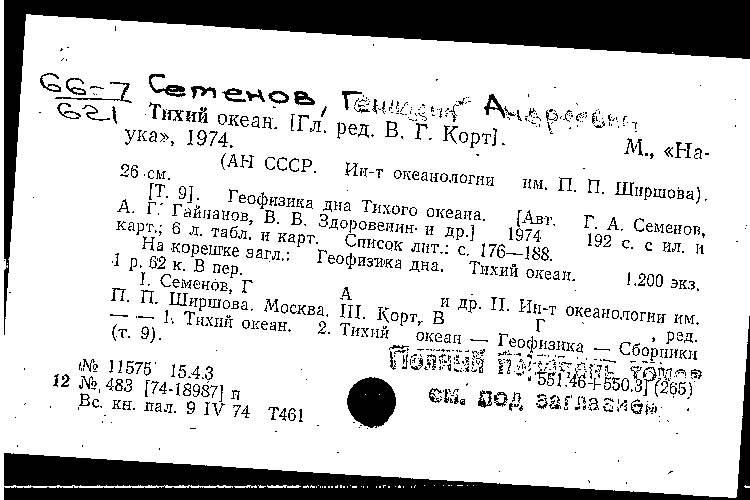 66-7 Семенов, Геннадий Андреевич
621 Тихий океан. [Гл. ред. В. Г. Корт]. М., «На-
ука», 1974.
(АН СССР. Ин-т океанологии им. П. П. Ширшова).
26 см.
[Т. 9]. Геофизика дна Тихого океана. [Авт. Г. А. Семенов,
А. Г. Гайнанов, В. В. Здоровенин и др.] 1974 192 с. с ил. и
карт.; 6 л. табл. и карт. Список лит.: с. 176—188.
На корешке загл.: Геофизика дна. Тихий океан. 1.200 экз.
1 р. 62 к. В пер.
I. Семенов, Г А и др. II. Ин-т океанологии им.
П. П. Ширшова. Москва. III. Корт, В Г , ред.
— — 1. Тихий океан. 2. Тихий океан — Геофизика — Сборники
(т. 9).
Полный перечень томов
№ 11575 15.4.3 551.46+550.3] (265)
12 № 483 [74-18987] п см. под заглавием
Вс. кн. пал. 9 IV 74 Т461